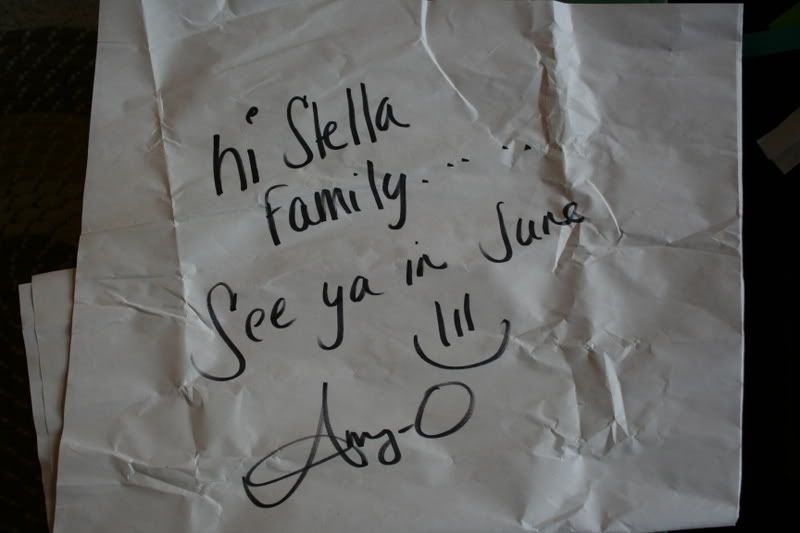 hi Stella
family......
See ya in June
Amy-O